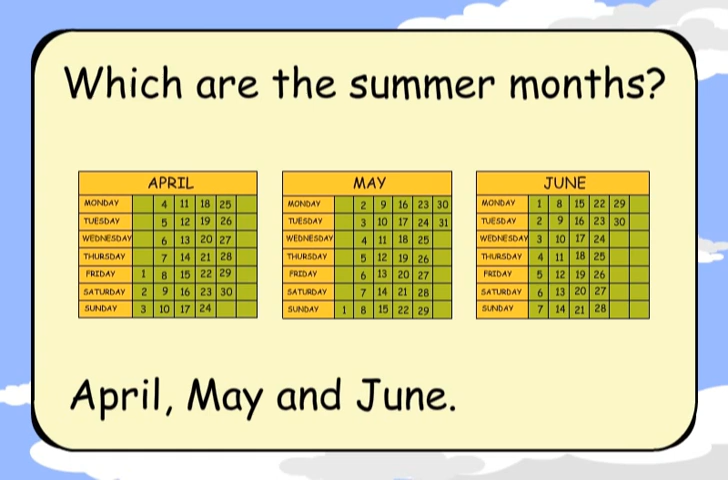 Which are the summer months?
APRIL
MONDAY 4 11 18 25
TUESDAY 5 12 19 26
WEDNESDAY 6 13 20 27
THURSDAY 7 14 21 28
FRIDAY 1 8 15 22 29
SATURDAY 2 9 16 23 30
SUNDAY 3 10 17 24
MAY
MONDAY 2 9 16 23 30
TUESDAY 3 10 17 24 31
WEDNESDAY 4 11 18 25
THURSDAY 5 12 19 26
FRIDAY 6 13 20 27
SATURDAY 7 14 21 28
SUNDAY 1 8 15 22 29
JUNE
MONDAY 1 8 15 22 29
TUESDAY 2 9 16 23 30
WEDNESDAY 3 10 17 24
THURSDAY 4 11 18 25
FRIDAY 5 12 19 26
SATURDAY 6 13 20 27
SUNDAY 7 14 21 28
April, May and June.